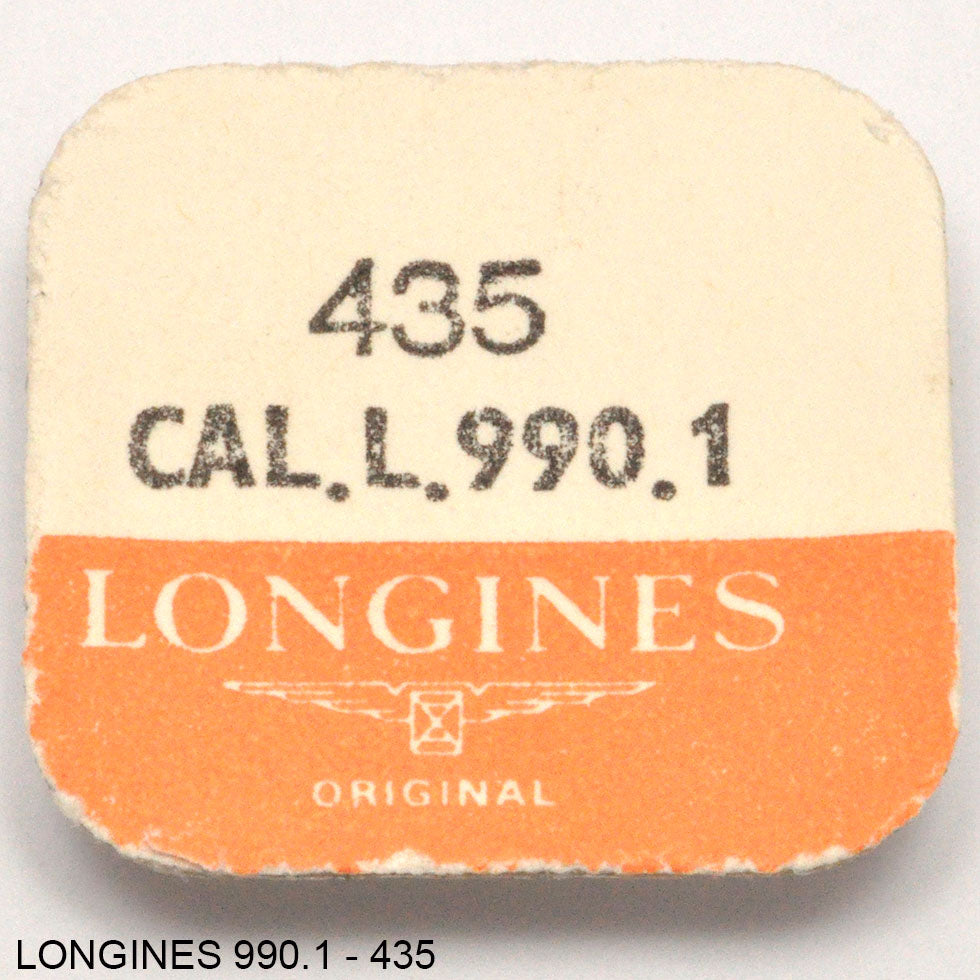 435
CAL.L.990.1
LONGINES
ORIGINAL
LONGINES 990.1 - 435